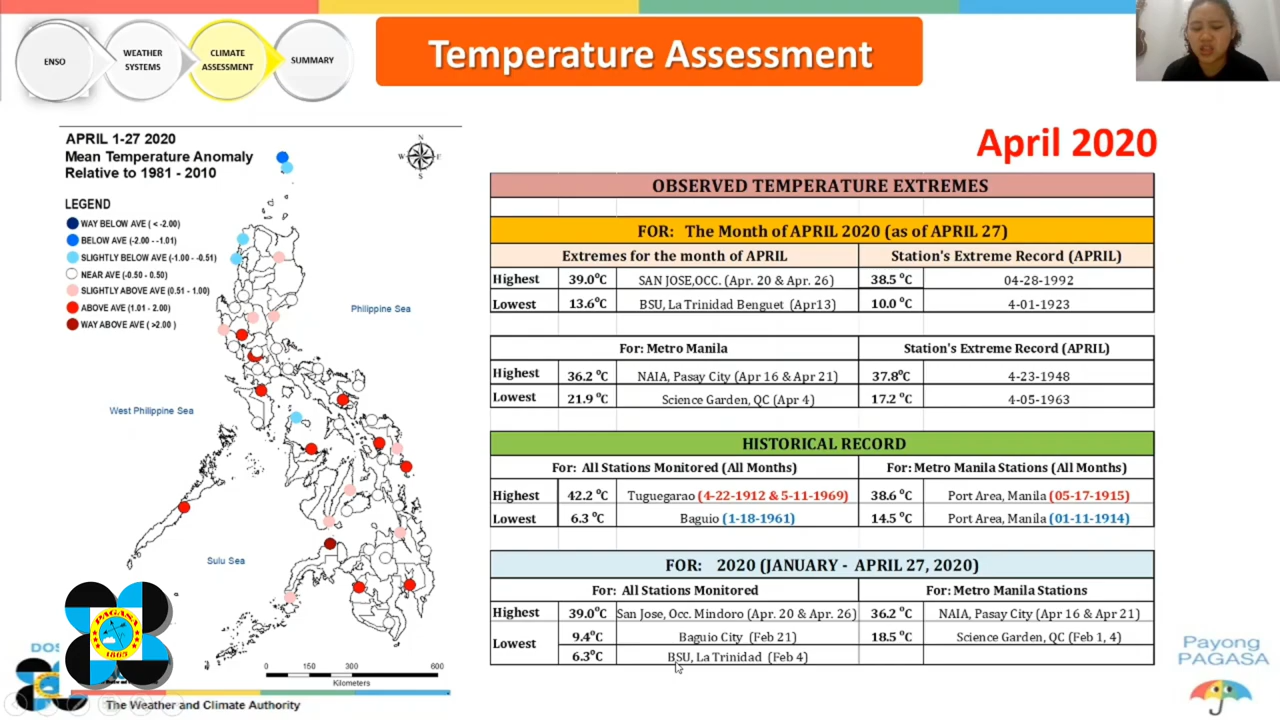 ENSO
WEATHER
SYSTEMS
CLIMATE
ASSESSMENT
SUMMARY
Temperature Assessment
April 2020
APRIL 1-27 2020
Mean Temperature Anomaly
Relative to 1981 - 2010
LEGEND
WAY BELOW AVE ( < -2.00)
BELOW AVE (-2.00 - -1.01)
SLIGHTLY BELOW AVE (-1.00 - -0.51)
NEAR AVE (-0.50 - 0.50)
SLIGHTLY ABOVE AVE (0.51 - 1.00)
ABOVE AVE (1.01 - 2.00)
WAY ABOVE AVE ( >2.00 )
N
W E
S
Philippine Sea
West Philippine Sea
Sulu Sea
0 150 300 600
Kilometers
OBSERVED TEMPERATURE EXTREMES
FOR: The Month of APRIL 2020 (as of APRIL 27)
Extremes for the month of APRIL Station's Extreme Record (APRIL)
Highest 39.0°C SAN JOSE,OCC. (Apr. 20 & Apr. 26) 38.5 °C 04-28-1992
Lowest 13.6°C BSU, La Trinidad Benguet (Apr13) 10.0 °C 4-01-1923
For: Metro Manila Station's Extreme Record (APRIL)
Highest 36.2 °C NAIA, Pasay City (Apr 16 & Apr 21) 37.8°C 4-23-1948
Lowest 21.9 °C Science Garden, QC (Apr 4) 17.2 °C 4-05-1963
HISTORICAL RECORD
For: All Stations Monitored (All Months) For: Metro Manila Stations (All Months)
Highest 42.2 °C Tuguegarao (4-22-1912 & 5-11-1969) 38.6 °C Port Area, Manila (05-17-1915)
Lowest 6.3 °C Baguio (1-18-1961) 14.5 °C Port Area, Manila (01-11-1914)
FOR: 2020 (JANUARY - APRIL 27, 2020)
For: All Stations Monitored For: Metro Manila Stations
Highest 39.0°C San Jose, Occ. Mindoro (Apr. 20 & Apr. 26) 36.2 °C NAIA, Pasay City (Apr 16 & Apr 21)
Lowest 9.4°C Baguio City (Feb 21) 18.5 °C Science Garden, QC (Feb 1, 4)
6.3°C BSU, La Trinidad (Feb 4)
DOS
PAGASA
1865
The Weather and Climate Authority
Payong
PAGASA